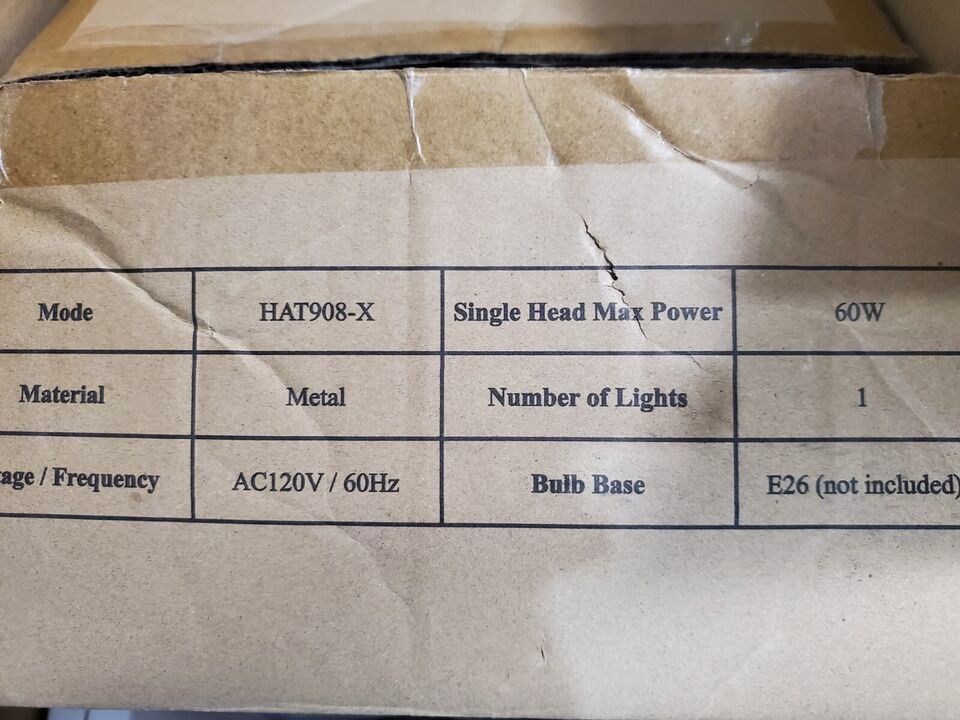 Mode HAT908-X Single Head Max Power 60W
Material Metal Number of Lights 1
tage / Frequency AC120V / 60Hz Bulb Base E26 (not included)